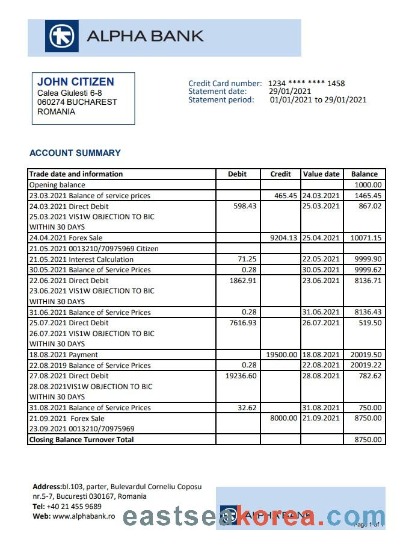 ALPHA BANK
JOHN CITIZEN
Calea Giulesti 6-8
060274 BUCHAREST
ROMANIA
Credit Card number: 1234 **** **** 1458
Statement date: 29/01/2021
Statement period: 01/01/2021 to 29/01/2021
ACCOUNT SUMMARY
Trade date and information Debit Credit Value date Balance
Opening balance 1000.00
23.03.2021 Balance of service prices 465.45 24.03.2021 1465.45
24.03.2021 Direct Debit 598.43 25.03.2021 867.02
25.03.2021 VIS1W OBJECTION TO BIC
WITHIN 30 DAYS
24.04.2021 Forex Sale 9204.13 25.04.2021 10071.15
21.05.2021 0013210/70975969 Citizen
21.05.2021 Interest Calculation 71.25 22.05.2021 9999.90
30.05.2021 Balance of Service Prices 0.28 30.05.2021 9999.62
22.06.2021 Direct Debit 1862.91 23.06.2021 8136.71
23.06.2021 VIS1W OBJECTION TO BIC
WITHIN 30 DAYS
31.06.2021 Balance of Service Prices 0.28 31.06.2021 8136.43
25.07.2021 Direct Debit 7616.93 26.07.2021 519.50
26.07.2021 VIS1W OBJECTION TO BIC
WITHIN 30 DAYS
18.08.2021 Payment 19500.00 18.08.2021 20019.50
22.08.2019 Balance of Service Prices 0.28 22.08.2021 20019.22
27.08.2021 Direct Debit 19236.60 28.08.2021 782.62
28.08.2021VIS1W OBJECTION TO BIC
WITHIN 30 DAYS
31.08.2021 Balance of Service Prices 32.62 31.08.2021 750.00
21.09.2021 Forex Sale 8000.00 21.09.2021 8750.00
23.09.2021 0013210/70975969
Closing Balance Turnover Total 8750.00
Address:bl.103, parter, Bulevardul Corneliu Coposu
nr.5-7, București 030167, Romania
Tel: +40 21 455 9689
Web: www.alphabank.ro
ALPHA BANK
Page 1 of 1
eastseakorea.com